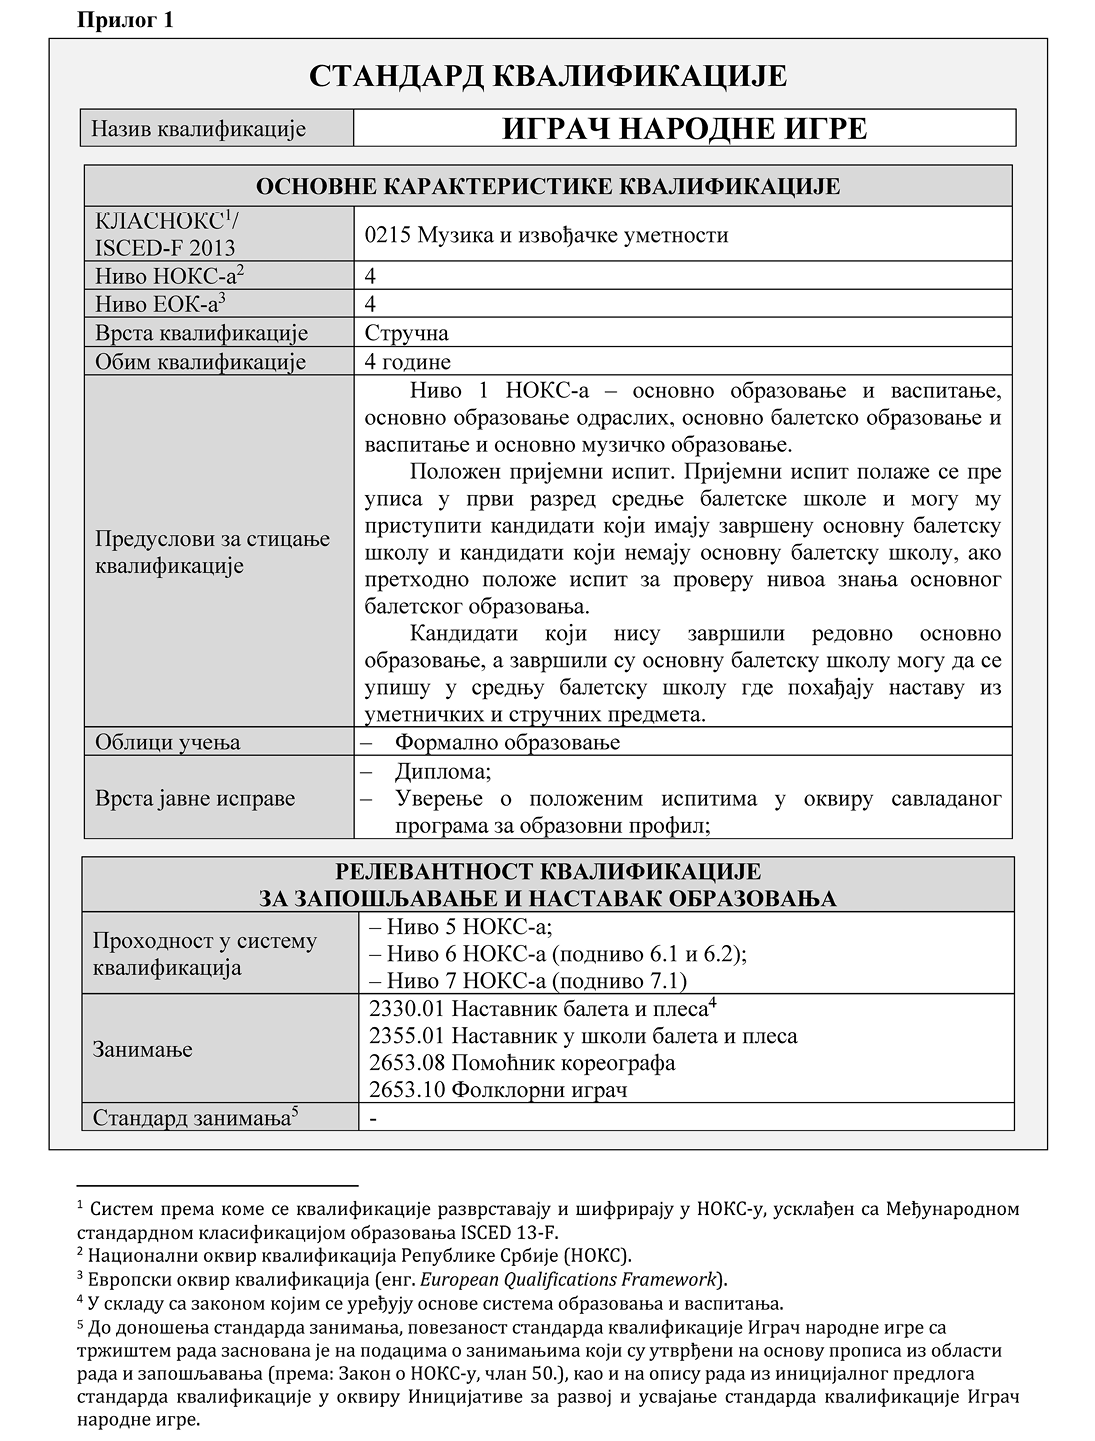 Прилог 1
СТАНДАРД КВАЛИФИКАЦИЈЕ
Назив квалификације
ИГРАЧ НАРОДНЕ ИГРЕ
ОСНОВНЕ КАРАКТЕРИСТИКЕ КВАЛИФИКАЦИЈЕ
КЛАСНОКС¹/
ISCED-F 2013
0215 Музика и извођачке уметности
Ниво НОКС-а²
4
Ниво ЕОК-а³
4
Врста квалификације
Стручна
Обим квалификације
4 године
Предуслови за стицање
квалификације
Ниво 1 НОКС-а – основно образовање и васпитање,
основно образовање одраслих, основно балетско образовање и
васпитање и основно музичко образовање.
Положен пријемни испит. Пријемни испит полаже се пре
уписа у први разред средње балетске школе и могу му
приступити кандидати који имају завршену основну балетску
школу и кандидати који немају основну балетску школу, ако
претходно положе испит за проверу нивоа знања основног
балетског образовања.
Кандидати који нису завршили редовно основно
образовање, а завршили су основну балетску школу могу да се
упишу у средњу балетску школу где похађају наставу из
уметничких и стручних предмета.
Облици учења
– Формално образовање
Врста јавне исправе
– Диплома;
– Уверење о положеним испитима у оквиру савладаног
програма за образовни профил;
РЕЛЕВАНТНОСТ КВАЛИФИКАЦИЈЕ
ЗА ЗАПОШЉАВАЊЕ И НАСТАВАК ОБРАЗОВАЊА
Проходност у систему
квалификација
– Ниво 5 НОКС-а;
– Ниво 6 НОКС-а (подниво 6.1 и 6.2);
– Ниво 7 НОКС-а (подниво 7.1)
Занимање
2330.01 Наставник балета и плеса⁴
2355.01 Наставник у школи балета и плеса
2653.08 Помоћник кореографа
2653.10 Фолклорни играч
Стандард занимања⁵
-
¹ Систем према коме се квалификације разврставају и шифрирају у НОКС-у, усклађен са Међународном
стандардном класификацијом образовања ISCED 13-F.
² Национални оквир квалификација Републике Србије (НОКС).
³ Европски оквир квалификација (енг. European Qualifications Framework).
⁴ У складу са законом којим се уређују основе система образовања и васпитања.
⁵ До доношења стандарда занимања, повезаност стандарда квалификације Играч народне игре са
тржиштем рада заснована је на подацима о занимањима који су утврђени на основу прописа из области
рада и запошљавања (према: Закон о НОКС-у, члан 50.), као и на опису рада из иницијалног предлога
стандарда квалификације у оквиру Иницијативе за развој и усвајање стандарда квалификације Играч
народне игре.